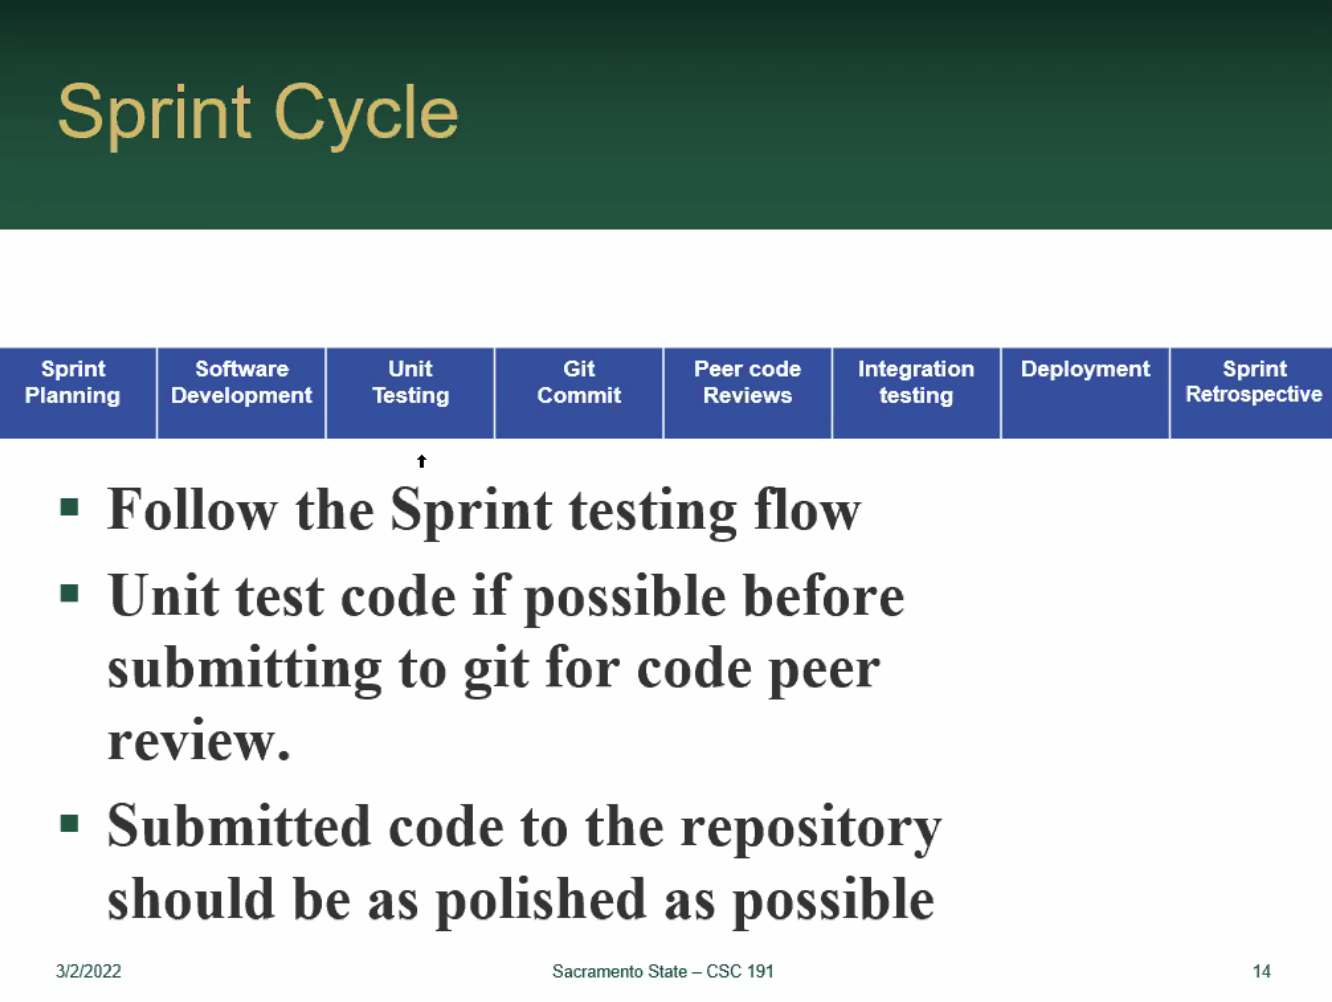 Sprint Cycle
Sprint Planning
Software Development
Unit Testing
Git Commit
Peer code Reviews
Integration testing
Deployment
Sprint Retrospective
Follow the Sprint testing flow
Unit test code if possible before
submitting to git for code peer
review.
Submitted code to the repository
should be as polished as possible
3/2/2022
Sacramento State – CSC 191
14